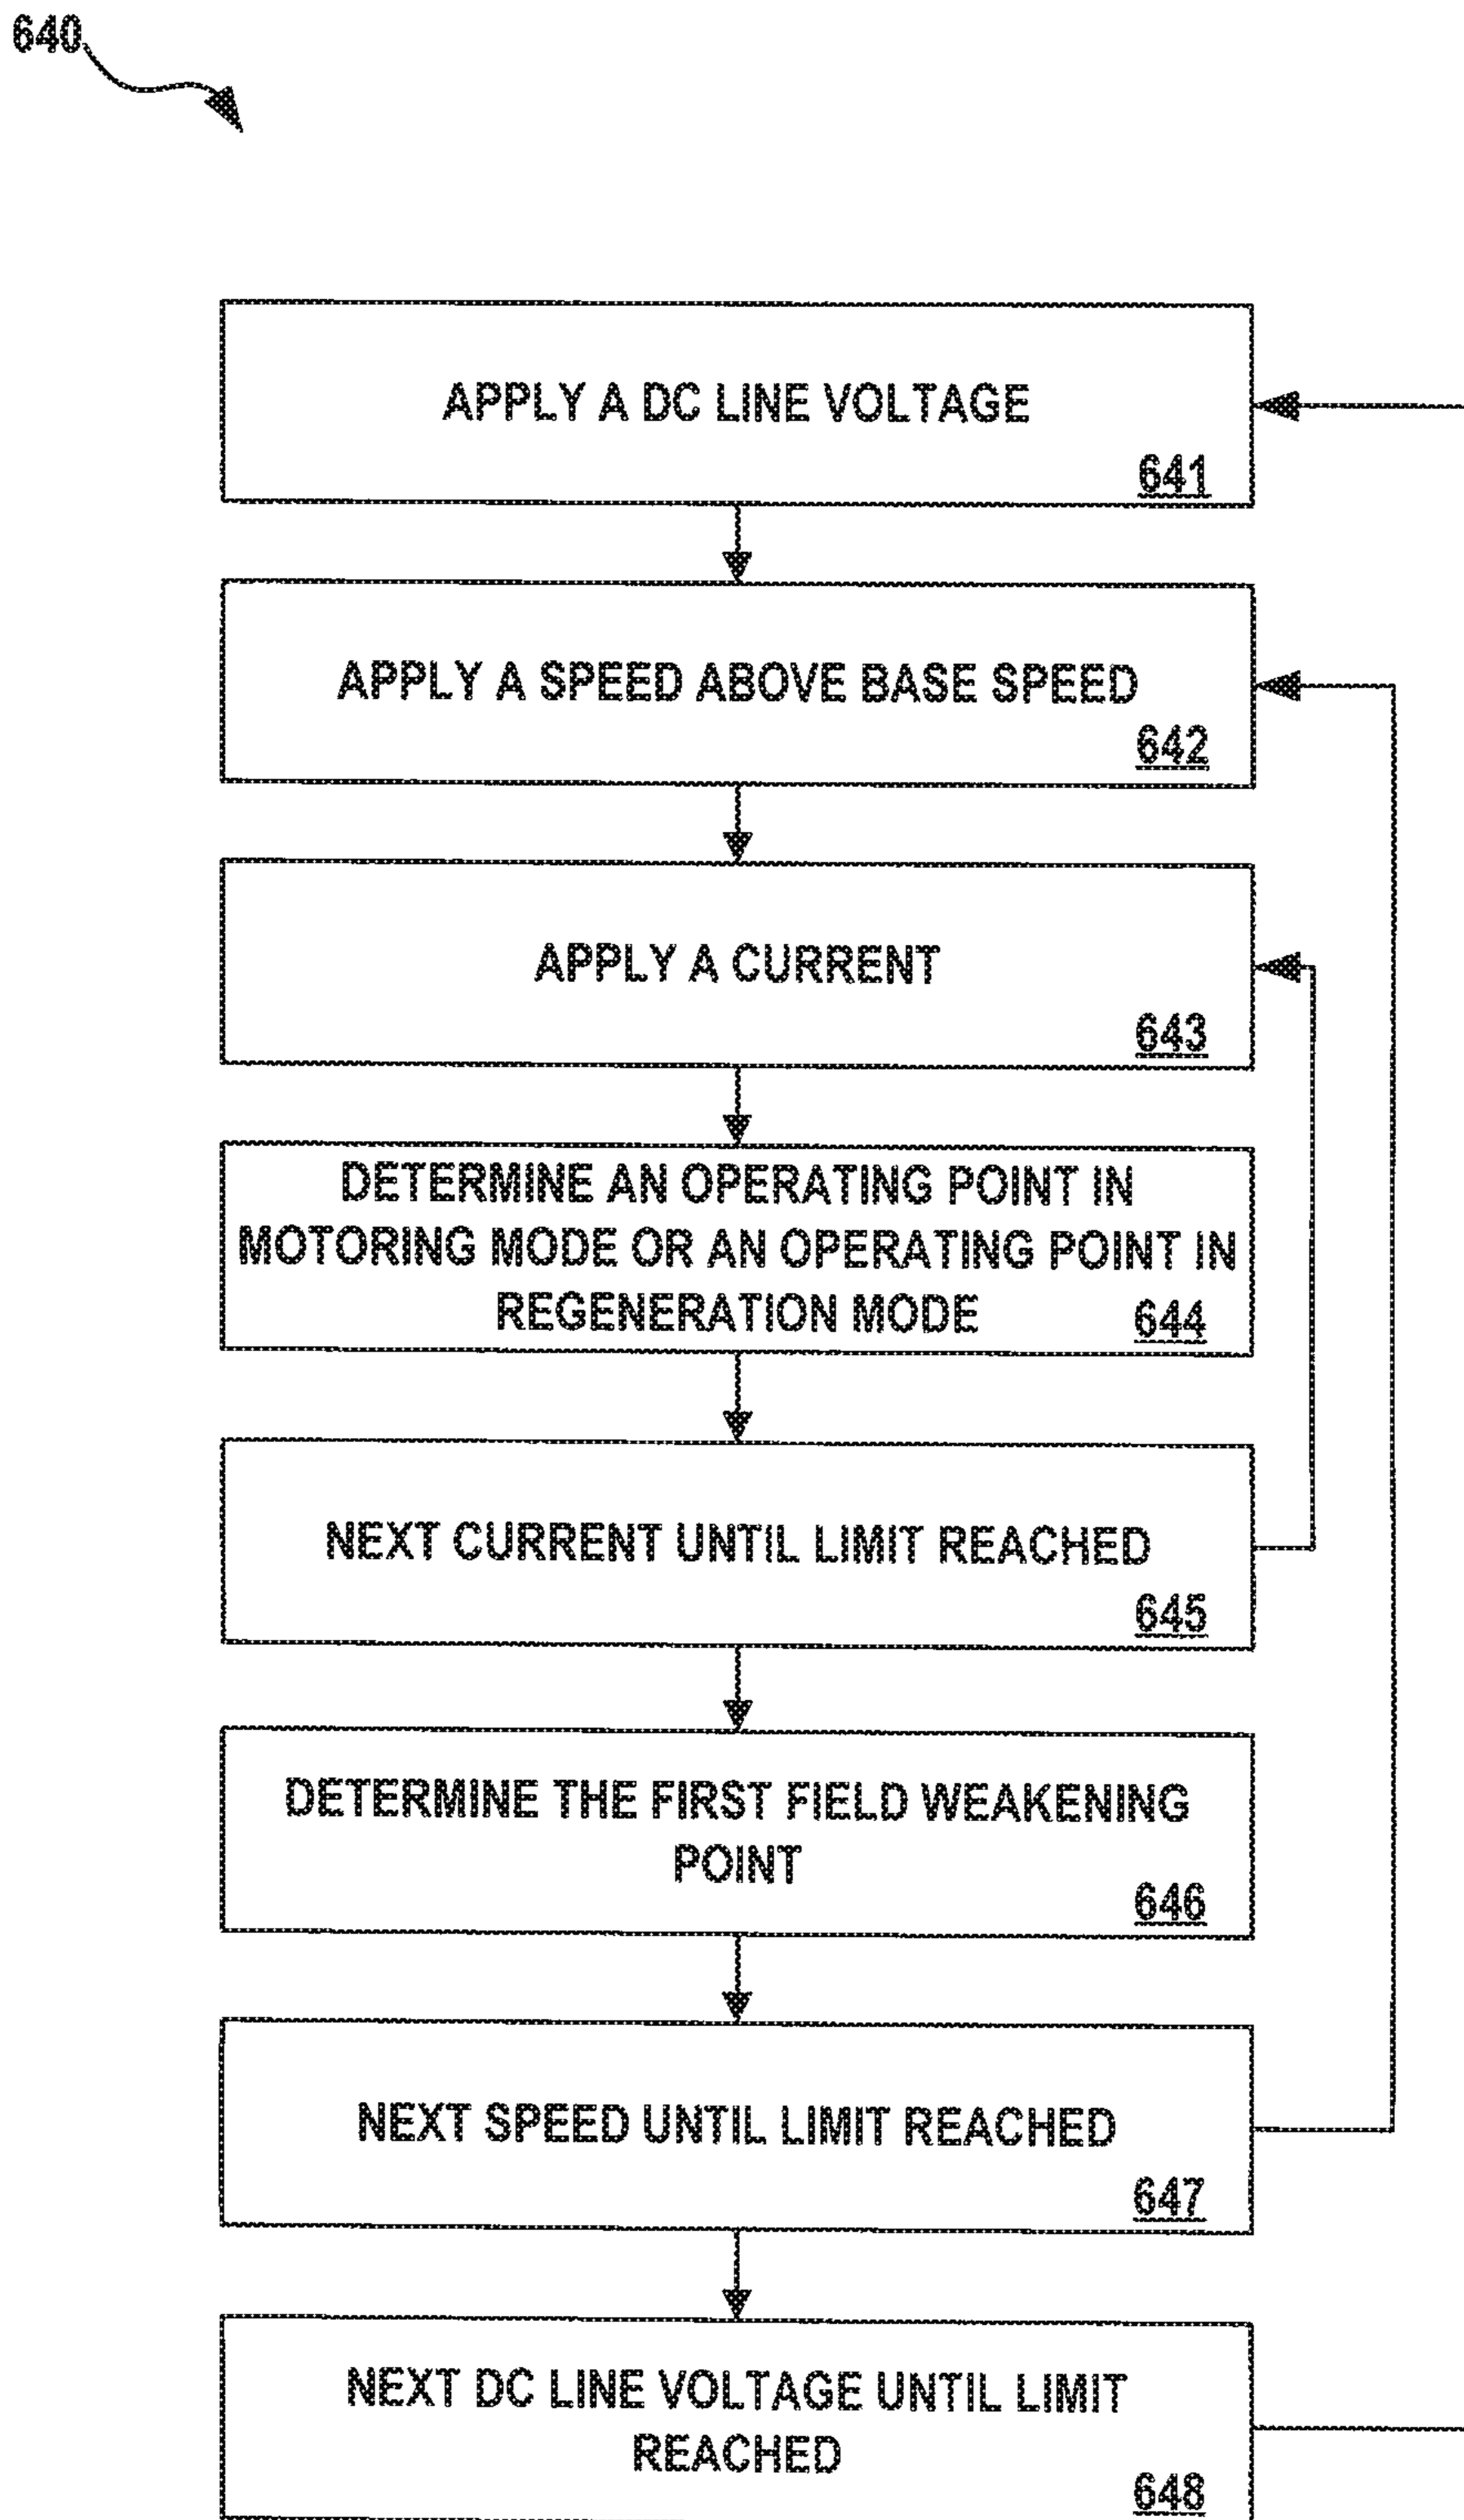 640
APPLY A DC LINE VOLTAGE
641
APPLY A SPEED ABOVE BASE SPEED
642
APPLY A CURRENT
643
DETERMINE AN OPERATING POINT IN
MOTORING MODE OR AN OPERATING POINT IN
REGENERATION MODE
644
NEXT CURRENT UNTIL LIMIT REACHED
645
DETERMINE THE FIRST FIELD WEAKENING
POINT
646
NEXT SPEED UNTIL LIMIT REACHED
647
NEXT DC LINE VOLTAGE UNTIL LIMIT
REACHED
648